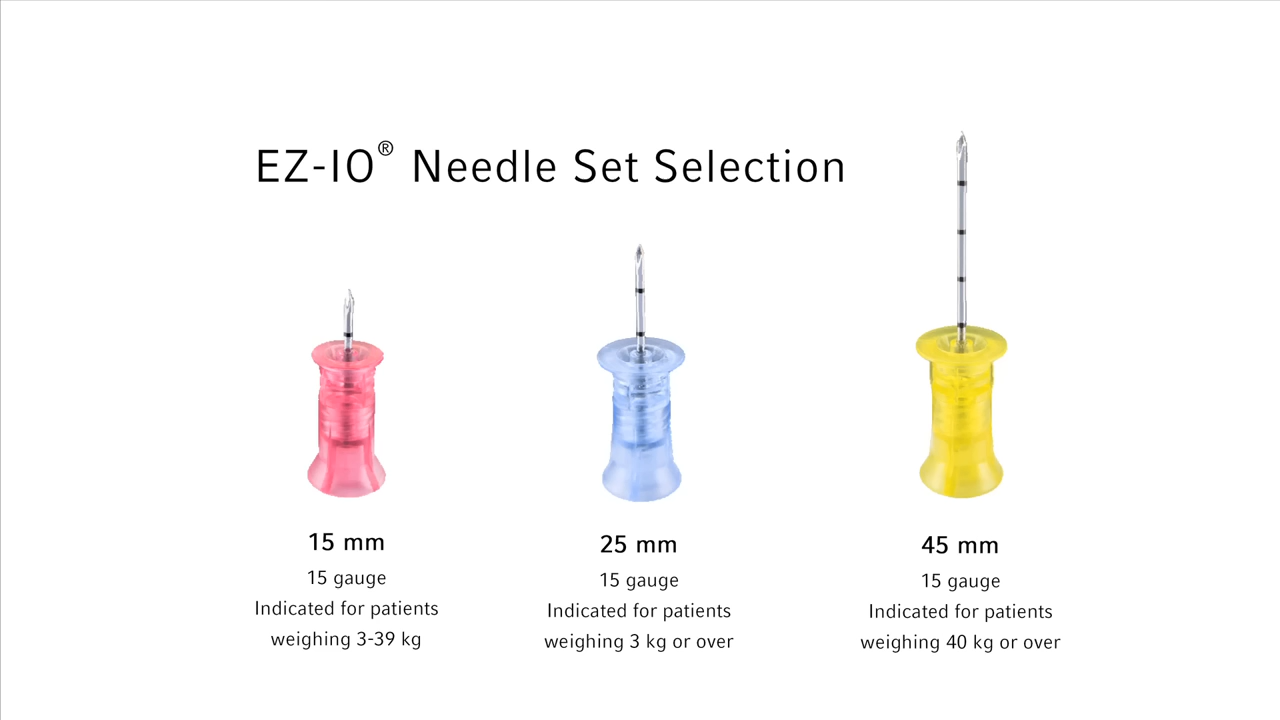 EZ-IO® Needle Set Selection
15 mm
15 gauge
Indicated for patients
weighing 3-39 kg
25 mm
15 gauge
Indicated for patients
weighing 3 kg or over
45 mm
15 gauge
Indicated for patients
weighing 40 kg or over